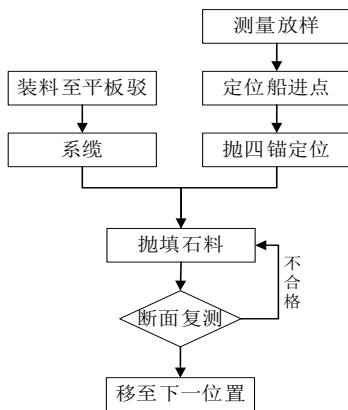 测量放样
装料至平板驳
定位船进点
系缆
抛四锚定位
抛填石料
不合格
断面复测
移至下一位置